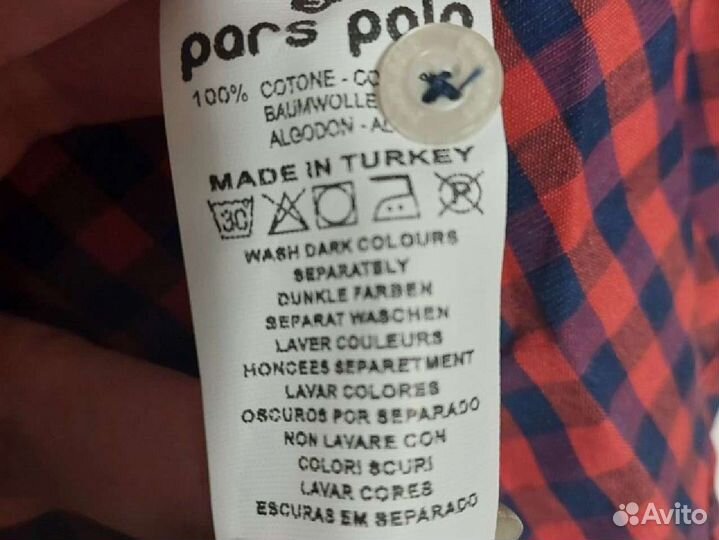 pars polo
100% COTONE - CO
BAUMWOLLE
ALGODON - AL
MADE IN TURKEY
30 P
WASH DARK COLOURS
SEPARATELY
DUNKLE FARBEN
SEPARAT WASCHEN
LAVER COULEURS
HONCEES SEPARETMENT
LAVAR COLORES
OSCUROS POR SEPARADO
NON LAVARE CON
COLORI SCURI
LAVAR CORES
ESCURAS EM SEPARADO
Avito